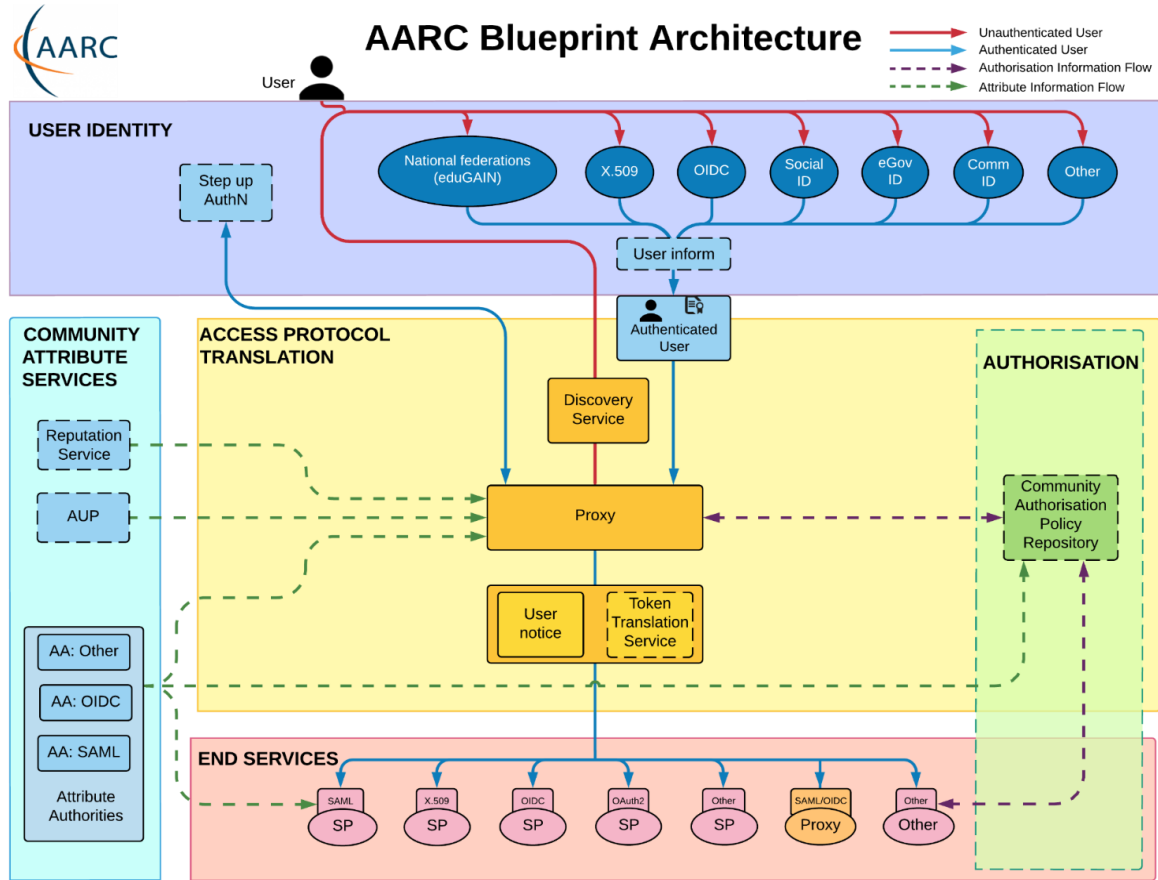 AARC
AARC Blueprint Architecture
Unauthenticated User
Authenticated User
Authorisation Information Flow
Attribute Information Flow
User
USER IDENTITY
National federations
(eduGAIN)
X.509
OIDC
Social
ID
eGov
ID
Comm
ID
Other
Step up
AuthN
User inform
Authenticated
User
COMMUNITY
ATTRIBUTE
SERVICES
ACCESS PROTOCOL
TRANSLATION
AUTHORISATION
Discovery
Service
Reputation
Service
AUP
Proxy
Community
Authorisation
Policy
Repository
User
notice
Token
Translation
Service
AA: Other
AA: OIDC
AA: SAML
Attribute
Authorities
END SERVICES
SAML
SP
X.509
SP
OIDC
SP
OAuth2
SP
Other
SP
SAML/OIDC
Proxy
Other
Other